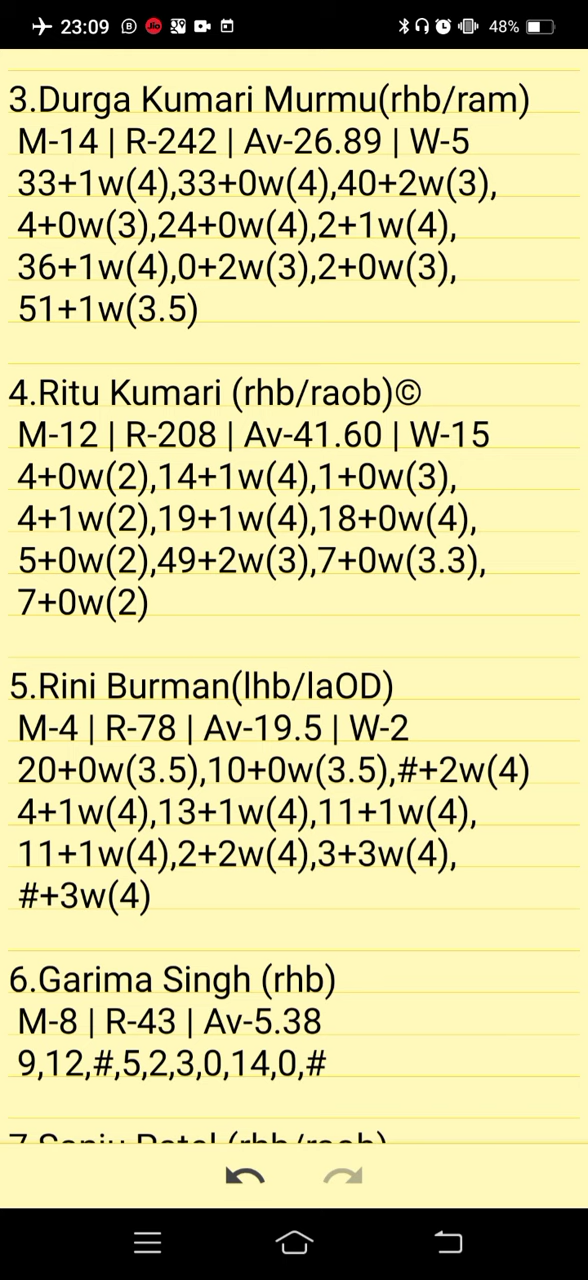 23:09
48%
3.Durga Kumari Murmu(rhb/ram)
M-14 | R-242 | Av-26.89 | W-5
33+1w(4),33+0w(4),40+2w(3),
4+0w(3),24+0w(4),2+1w(4),
36+1w(4),0+2w(3),2+0w(3),
51+1w(3.5)
4.Ritu Kumari (rhb/raob)©
M-12 | R-208 | Av-41.60 | W-15
4+0w(2),14+1w(4),1+0w(3),
4+1w(2),19+1w(4),18+0w(4),
5+0w(2),49+2w(3),7+0w(3.3),
7+0w(2)
5.Rini Burman(lhb/laOD)
M-4 | R-78 | Av-19.5 | W-2
20+0w(3.5),10+0w(3.5),#+2w(4)
4+1w(4),13+1w(4),11+1w(4),
11+1w(4),2+2w(4),3+3w(4),
#+3w(4)
6.Garima Singh (rhb)
M-8 | R-43 | Av-5.38
9,12,#,5,2,3,0,14,0,#